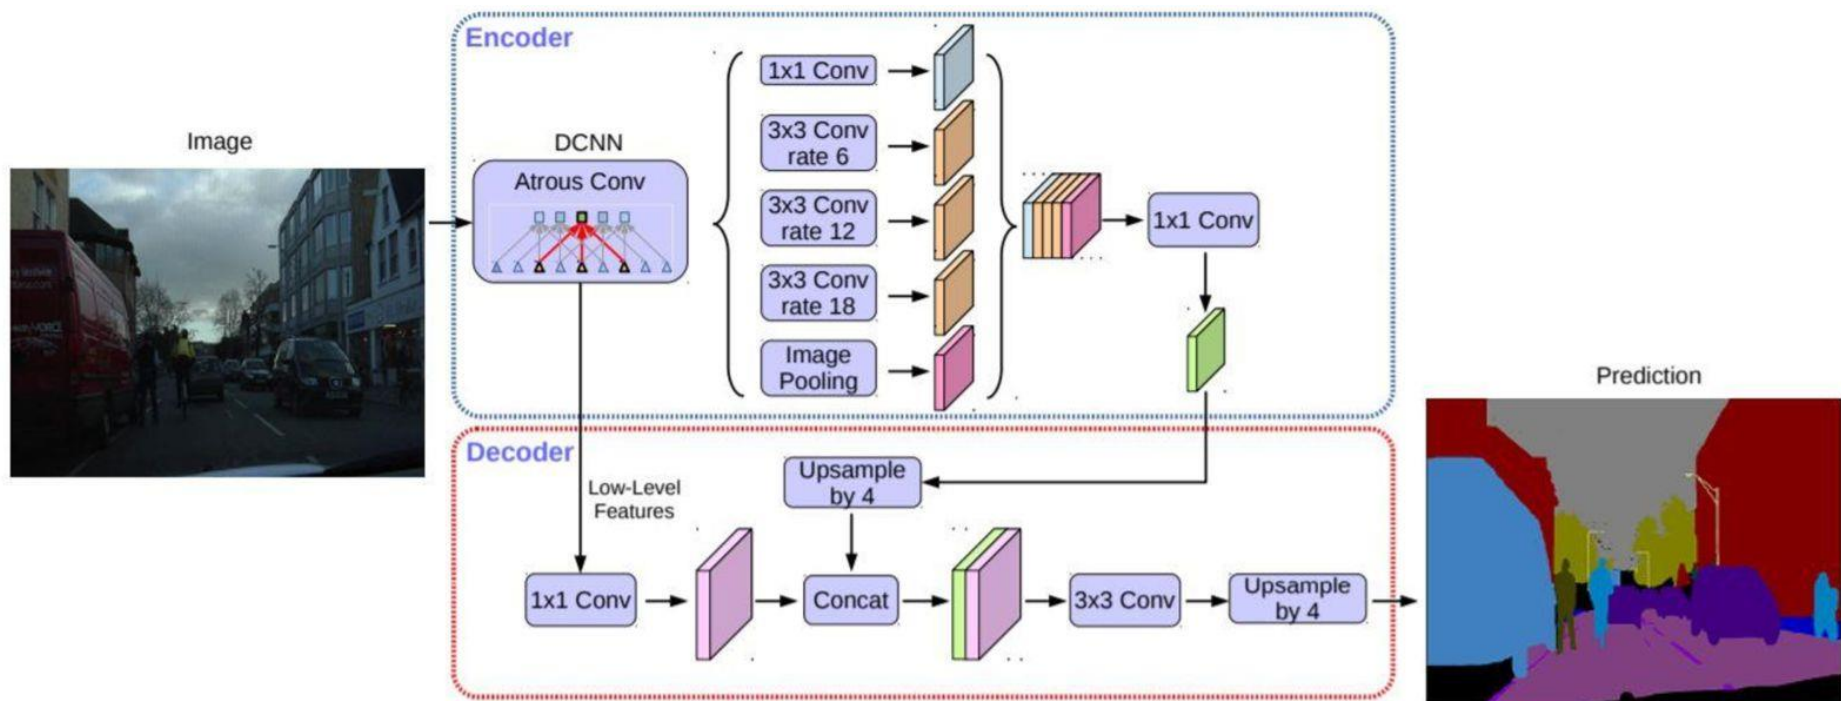 Encoder
Image
DCNN
Atrous Conv
1x1 Conv
3x3 Conv
rate 6
3x3 Conv
rate 12
3x3 Conv
rate 18
Image
Pooling
1x1 Conv
Prediction
Decoder
Low-Level
Features
Upsample
by 4
1x1 Conv
Concat
3x3 Conv
Upsample
by 4